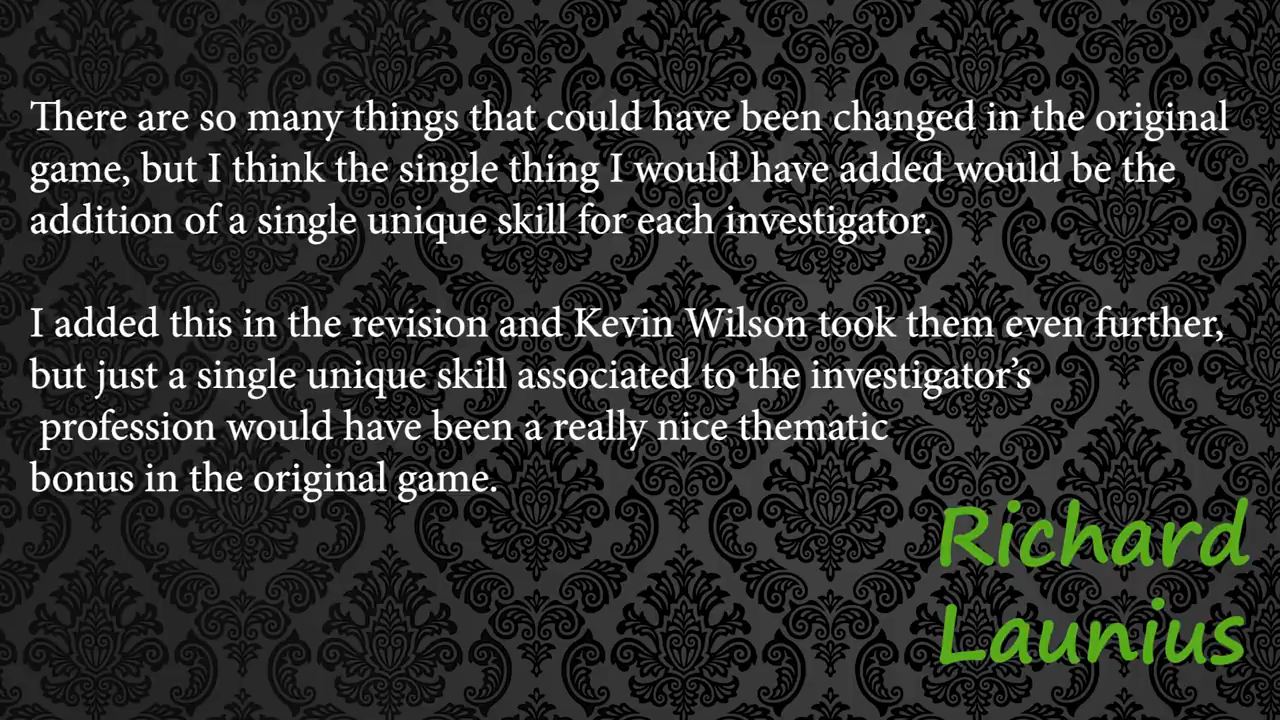 There are so many things that could have been changed in the original
game, but I think the single thing I would have added would be the
addition of a single unique skill for each investigator.
I added this in the revision and Kevin Wilson took them even further,
but just a single unique skill associated to the investigator’s
profession would have been a really nice thematic
bonus in the original game.
Richard
Launius